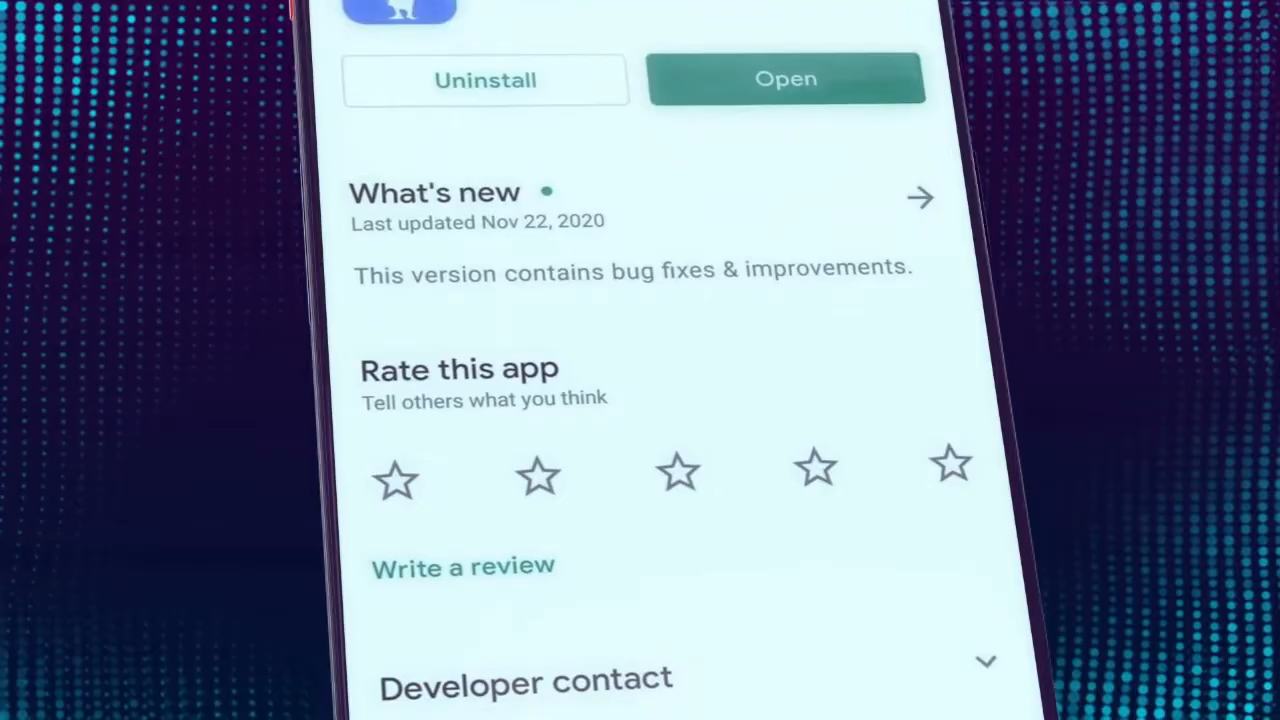 Uninstall
Open
What's new
Last updated Nov 22, 2020
This version contains bug fixes & improvements.
Rate this app
Tell others what you think
Write a review
Developer contact